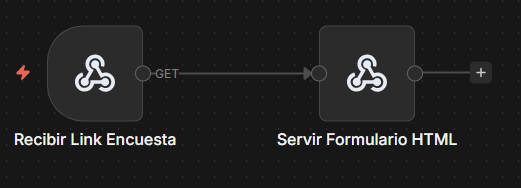 GET
Recibir Link Encuesta
Servir Formulario HTML